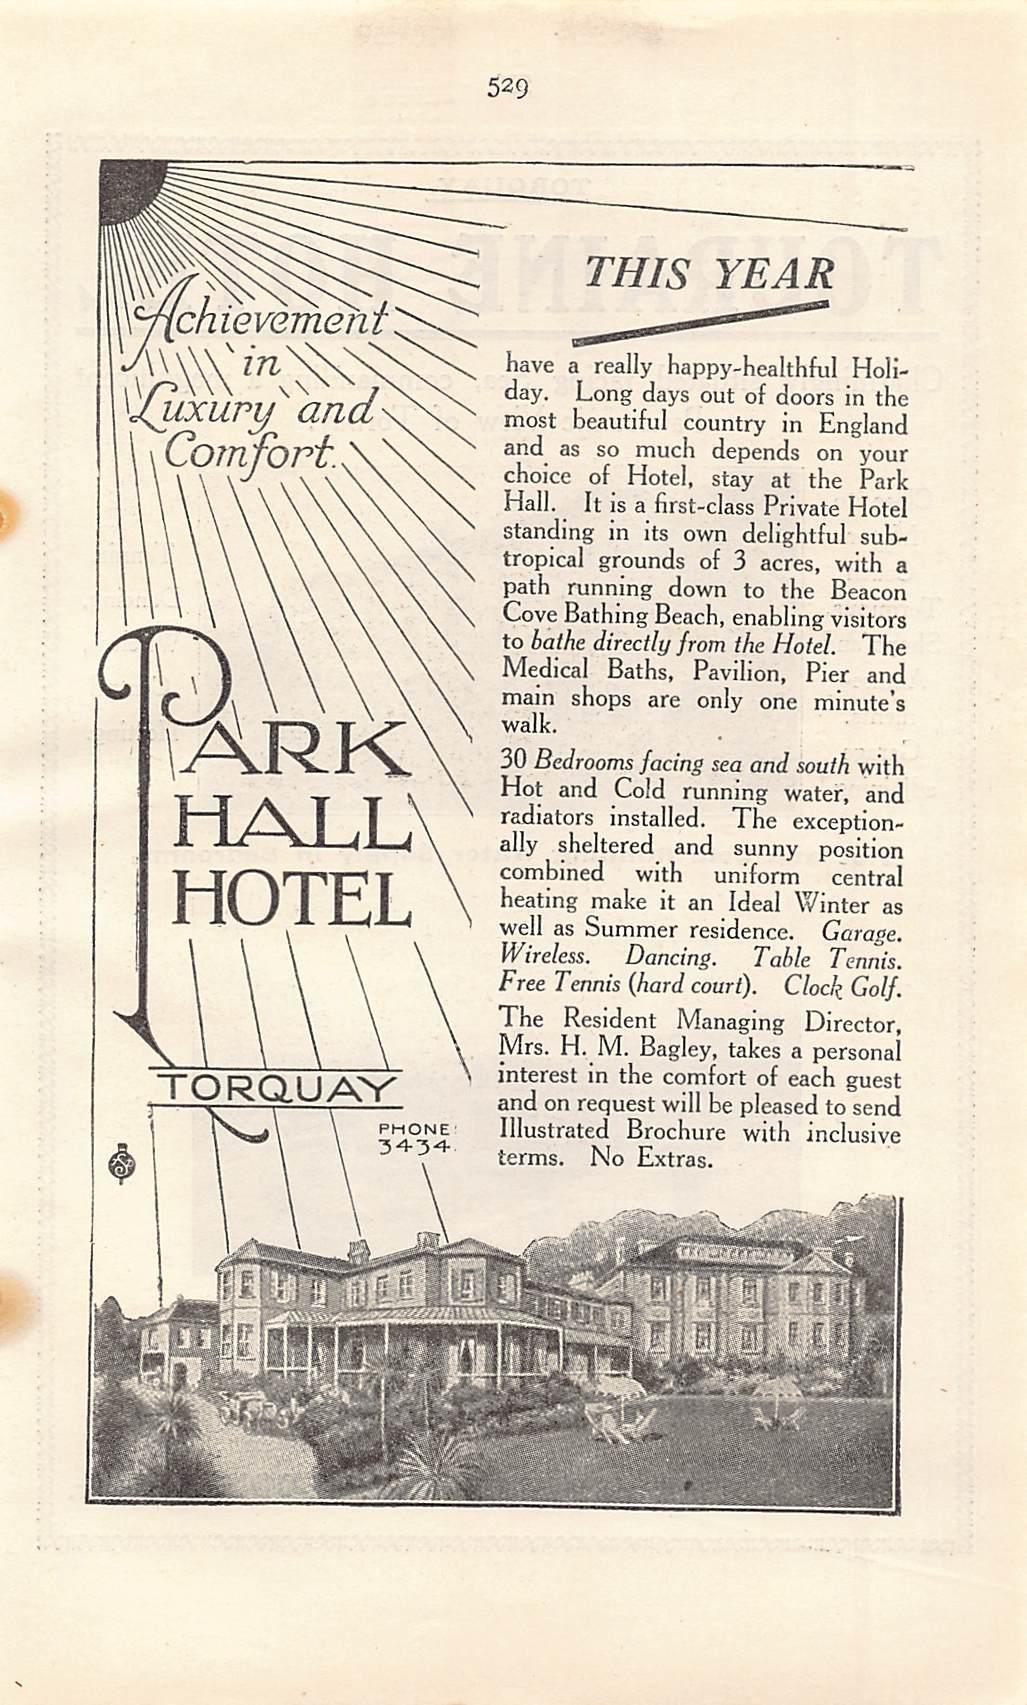 529
Achievement
in
Luxury and
Comfort.
PARK
HALL
HOTEL
TORQUAY
PHONE
3434.
THIS YEAR
have a really happy-healthful Holi-
day. Long days out of doors in the
most beautiful country in England
and as so much depends on your
choice of Hotel, stay at the Park
Hall. It is a first-class Private Hotel
standing in its own delightful sub-
tropical grounds of 3 acres, with a
path running down to the Beacon
Cove Bathing Beach, enabling visitors
to bathe directly from the Hotel. The
Medical Baths, Pavilion, Pier and
main shops are only one minute's
walk.
30 Bedrooms facing sea and south with
Hot and Cold running water, and
radiators installed. The exception-
ally sheltered and sunny position
combined with uniform central
heating make it an Ideal Winter as
well as Summer residence. Garage.
Wireless. Dancing. Table Tennis.
Free Tennis (hard court). Clock Golf.
The Resident Managing Director,
Mrs. H. M. Bagley, takes a personal
interest in the comfort of each guest
and on request will be pleased to send
Illustrated Brochure with inclusive
terms. No Extras.